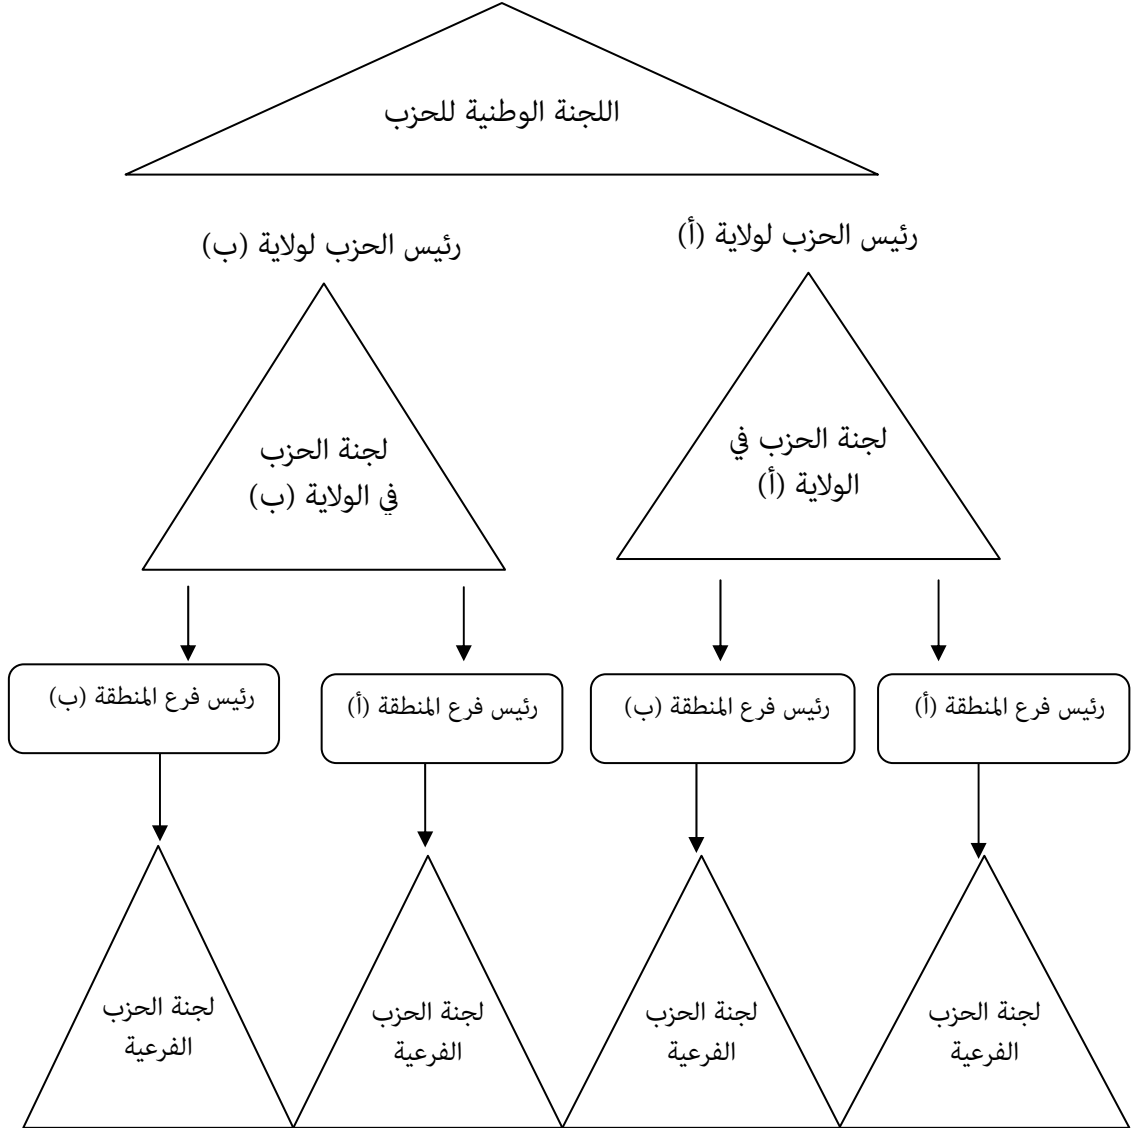 اللجنة الوطنية للحزب
رئيس الحزب لولاية (أ)
رئيس الحزب لولاية (ب)
لجنة الحزب في
الولاية (أ)
لجنة الحزب
في الولاية (ب)
رئيس فرع المنطقة (أ)
رئيس فرع المنطقة (ب)
رئيس فرع المنطقة (أ)
رئيس فرع المنطقة (ب)
لجنة الحزب
الفرعية
لجنة الحزب
الفرعية
لجنة الحزب
الفرعية
لجنة الحزب
الفرعية